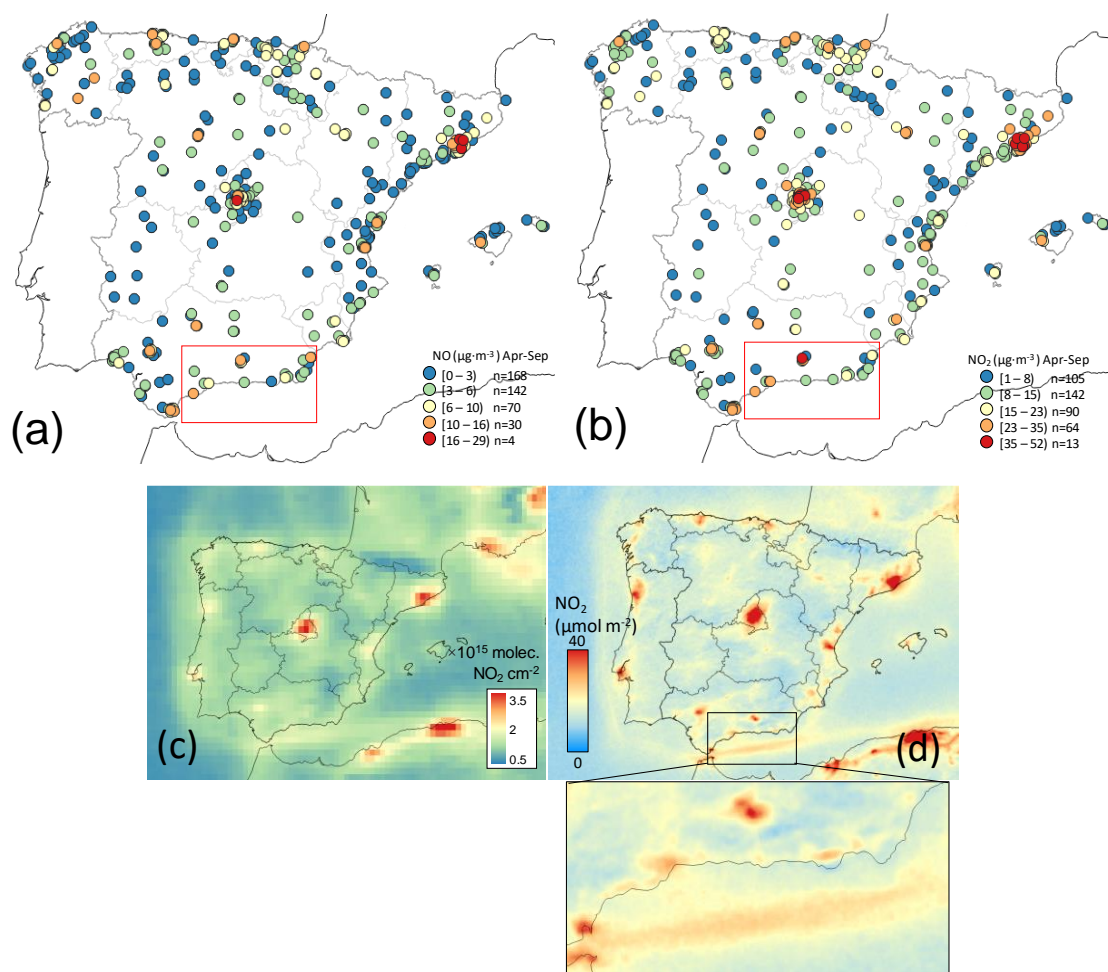 NO (µg·m-3) Apr-Sep
[0 – 3) n=168
[3 – 6) n=142
[6 – 10) n=70
[10 – 16) n=30
[16 – 29) n=4
(a)
NO2 (µg·m-3) Apr-Sep
[1 – 8) n=105
[8 – 15) n=142
[15 – 23) n=90
[23 – 35) n=64
[35 – 52) n=13
(b)
×10¹⁵ molec.
NO2 cm-2
3.5
2
0.5
(c)
NO2
(µmol m-2)
40
0
(d)